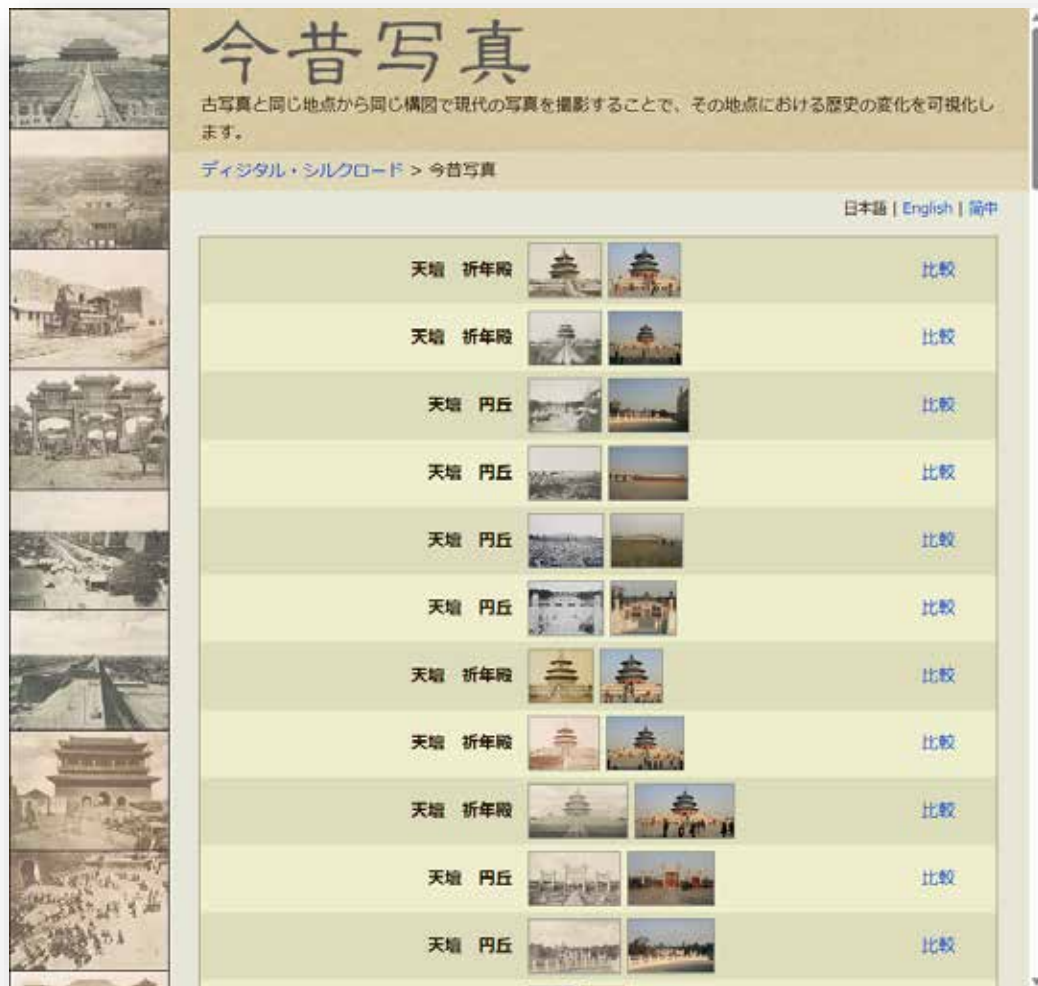 今昔写真
古写真と同じ地点から同じ構図で現代の写真を撮影することで、その地点における歴史の変化を可視化し
ます。
ディジタル・シルクロード > 今昔写真
日本語 | English | 简中
天壇 祈年殿 比較
天壇 祈年殿 比較
天壇 円丘 比較
天壇 円丘 比較
天壇 円丘 比較
天壇 円丘 比較
天壇 祈年殿 比較
天壇 祈年殿 比較
天壇 祈年殿 比較
天壇 円丘 比較
天壇 円丘 比較